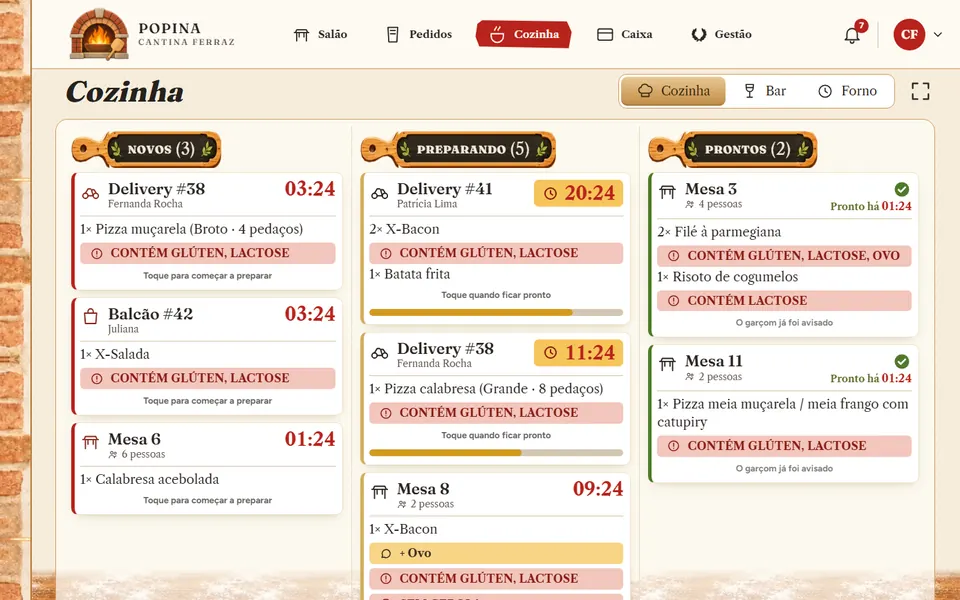 POPINA
CANTINA FERRAZ
Salão
Pedidos
Cozinha
Caixa
Gestão
7
CF
Cozinha
Cozinha
Bar
Forno
NOVOS (3)
Delivery #38
03:24
Fernanda Rocha
1× Pizza muçarela (Broto · 4 pedaços)
CONTÉM GLÚTEN, LACTOSE
Toque para começar a preparar
Balcão #42
03:24
Juliana
1× X-Salada
CONTÉM GLÚTEN, LACTOSE
Toque para começar a preparar
Mesa 6
01:24
6 pessoas
1× Calabresa acebolada
Toque para começar a preparar
PREPARANDO (5)
Delivery #41
20:24
Patrícia Lima
2× X-Bacon
CONTÉM GLÚTEN, LACTOSE
1× Batata frita
Toque quando ficar pronto
Delivery #38
11:24
Fernanda Rocha
1× Pizza calabresa (Grande · 8 pedaços)
CONTÉM GLÚTEN, LACTOSE
Toque quando ficar pronto
Mesa 8
09:24
2 pessoas
1× X-Bacon
+ Ovo
CONTÉM GLÚTEN, LACTOSE
PRONTOS (2)
Mesa 3
4 pessoas
Pronto há 01:24
2× Filé à parmegiana
CONTÉM GLÚTEN, LACTOSE, OVO
1× Risoto de cogumelos
CONTÉM LACTOSE
O garçom já foi avisado
Mesa 11
2 pessoas
Pronto há 01:24
1× Pizza meia muçarela / meia frango com
catupiry
CONTÉM GLÚTEN, LACTOSE
O garçom já foi avisado